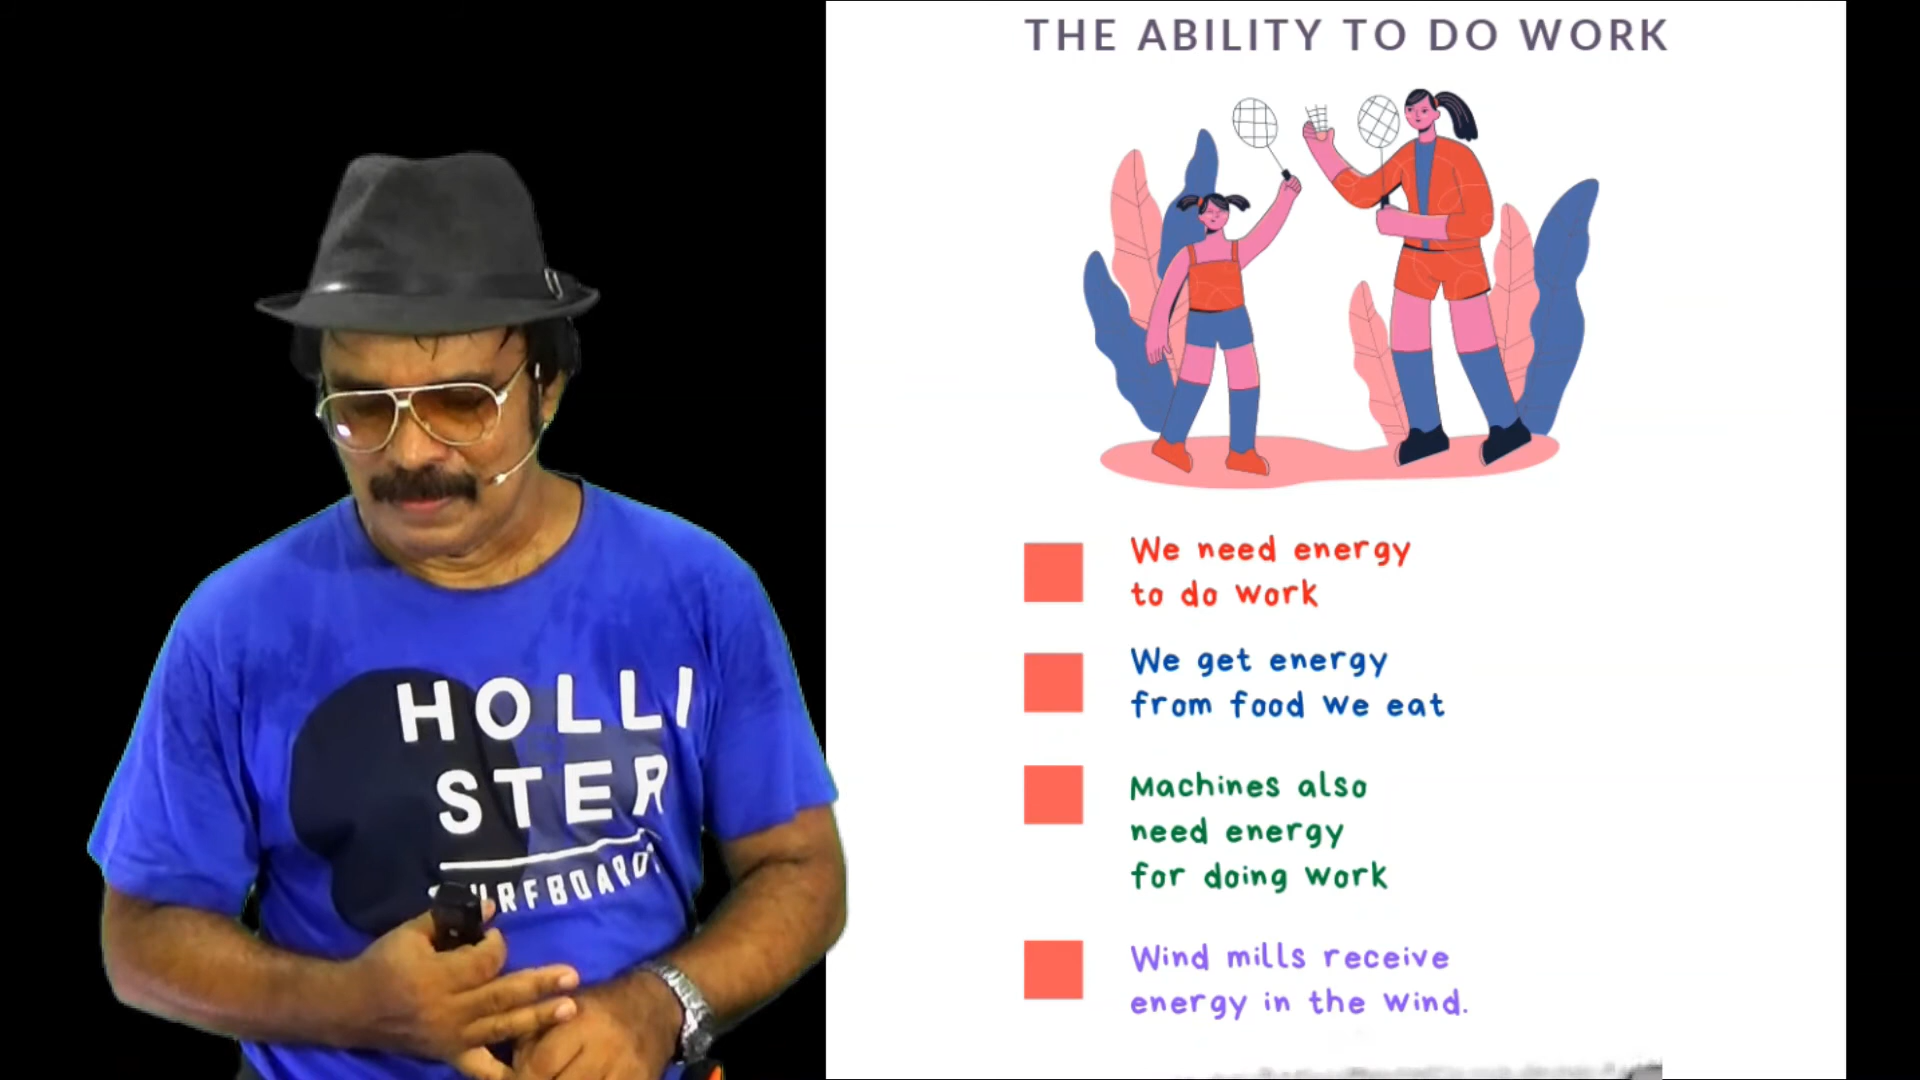 THE ABILITY TO DO WORK
We need energy
to do work
We get energy
from food we eat
Machines also
need energy
for doing work
Wind mills receive
energy in the wind.
HOLLI
STER